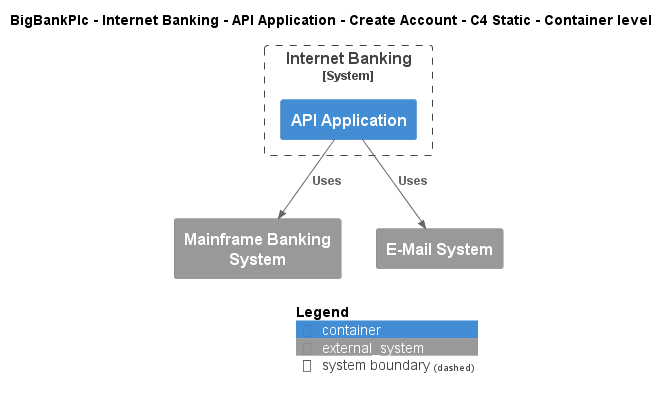 BigBankPlc - Internet Banking - API Application - Create Account - C4 Static - Container level
Internet Banking
[System]
API Application
Uses
Uses
Mainframe Banking
System
E-Mail System
Legend
container
external_system
system boundary (dashed)